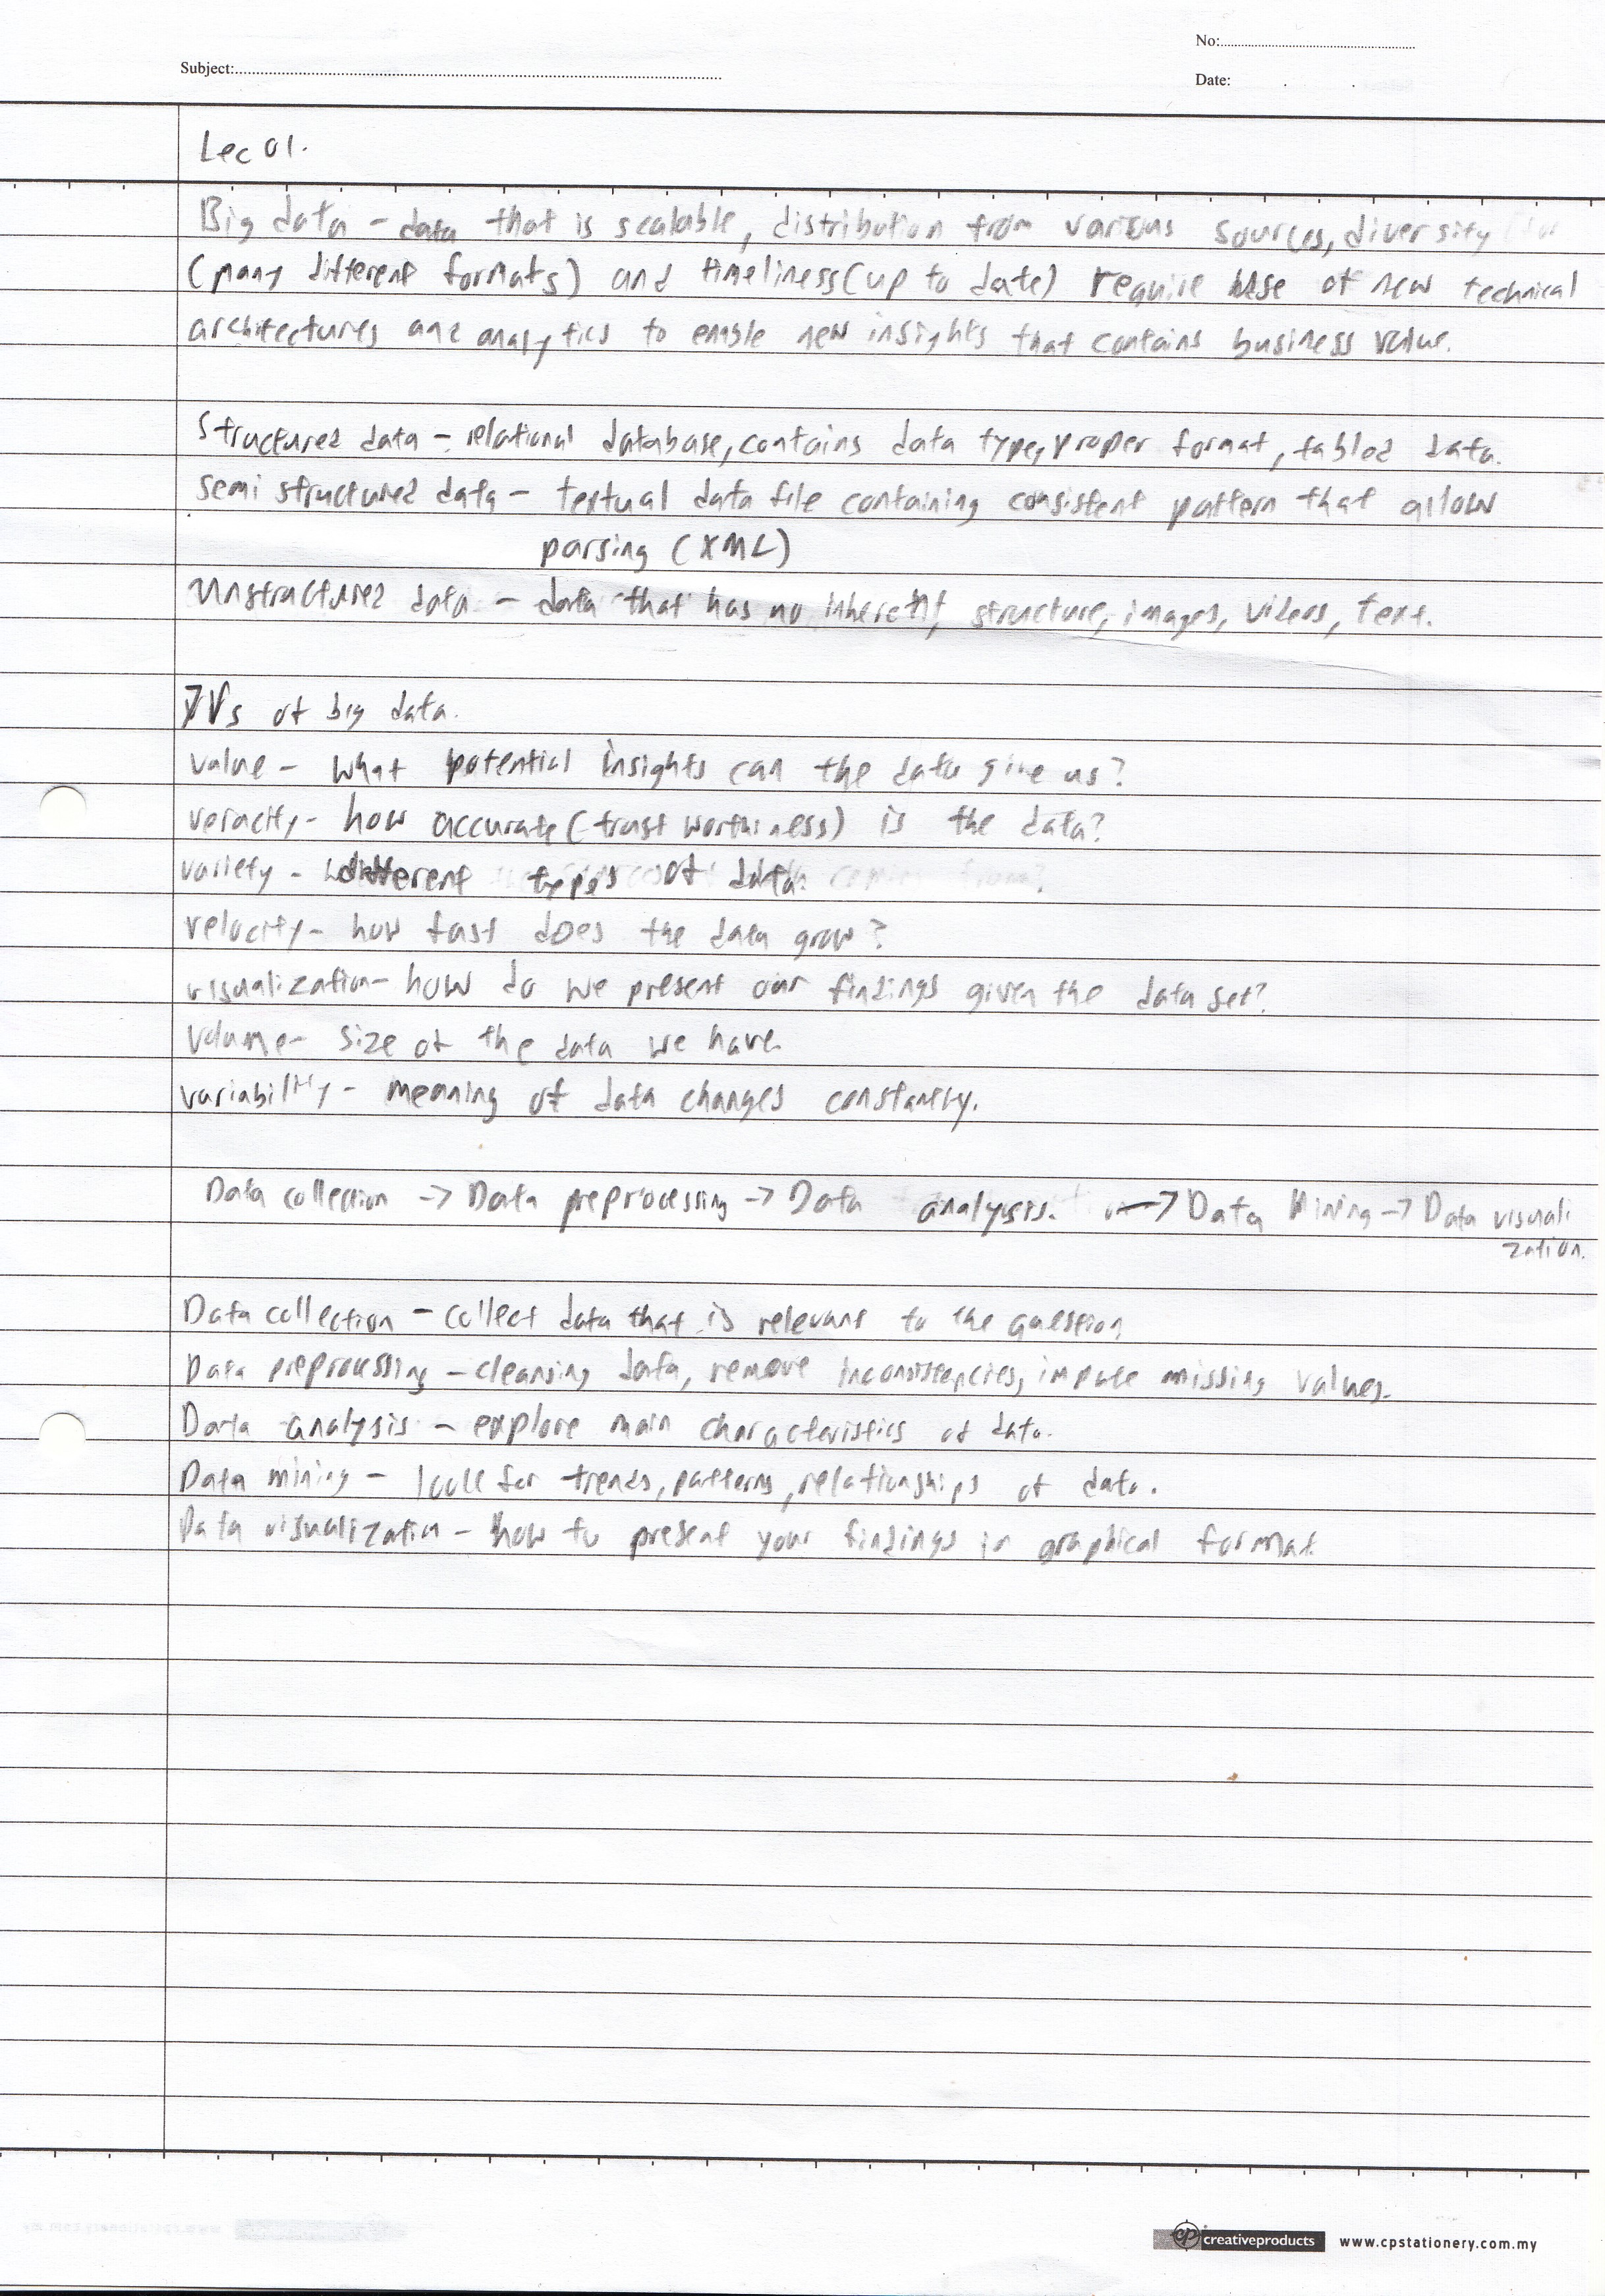 No:
Subject:
Date:
Lec 01.
Big data - data that is scalable, distribution from various sources, diversity
(many different formats) and timeliness (up to date) require use of new technical
architectures and analytics to enable new insights that contains business value.
Structured data - relational database, contains data type, proper format, tabled data.
Semi structured data - textual data file containing consistent pattern that allow
parsing (XML)
Unstructured data - data that has no inherent, structure, images, videos, text.
7Vs of big data.
value - what potential insights can the data give us?
veracity - how accurate (trust worthiness) is the data?
variety - different types of data
velocity - how fast does the data grow?
visualization - how do we present our findings given the data set?
volume - size of the data we have.
variability - meaning of data changes constantly.
Data collection -> Data preprocessing -> Data analysis. -> Data Mining -> Data visuali
zation.
Data collection - collect data that is relevant to the question
Data preprocessing - cleansing data, remove inconsistencies, impute missing values.
Data analysis - explore main characteristics of data.
Data mining - look for trends, patterns, relationships of data.
Data visualization - how to present your findings in graphical format.
cp creativeproducts www.cpstationery.com.my